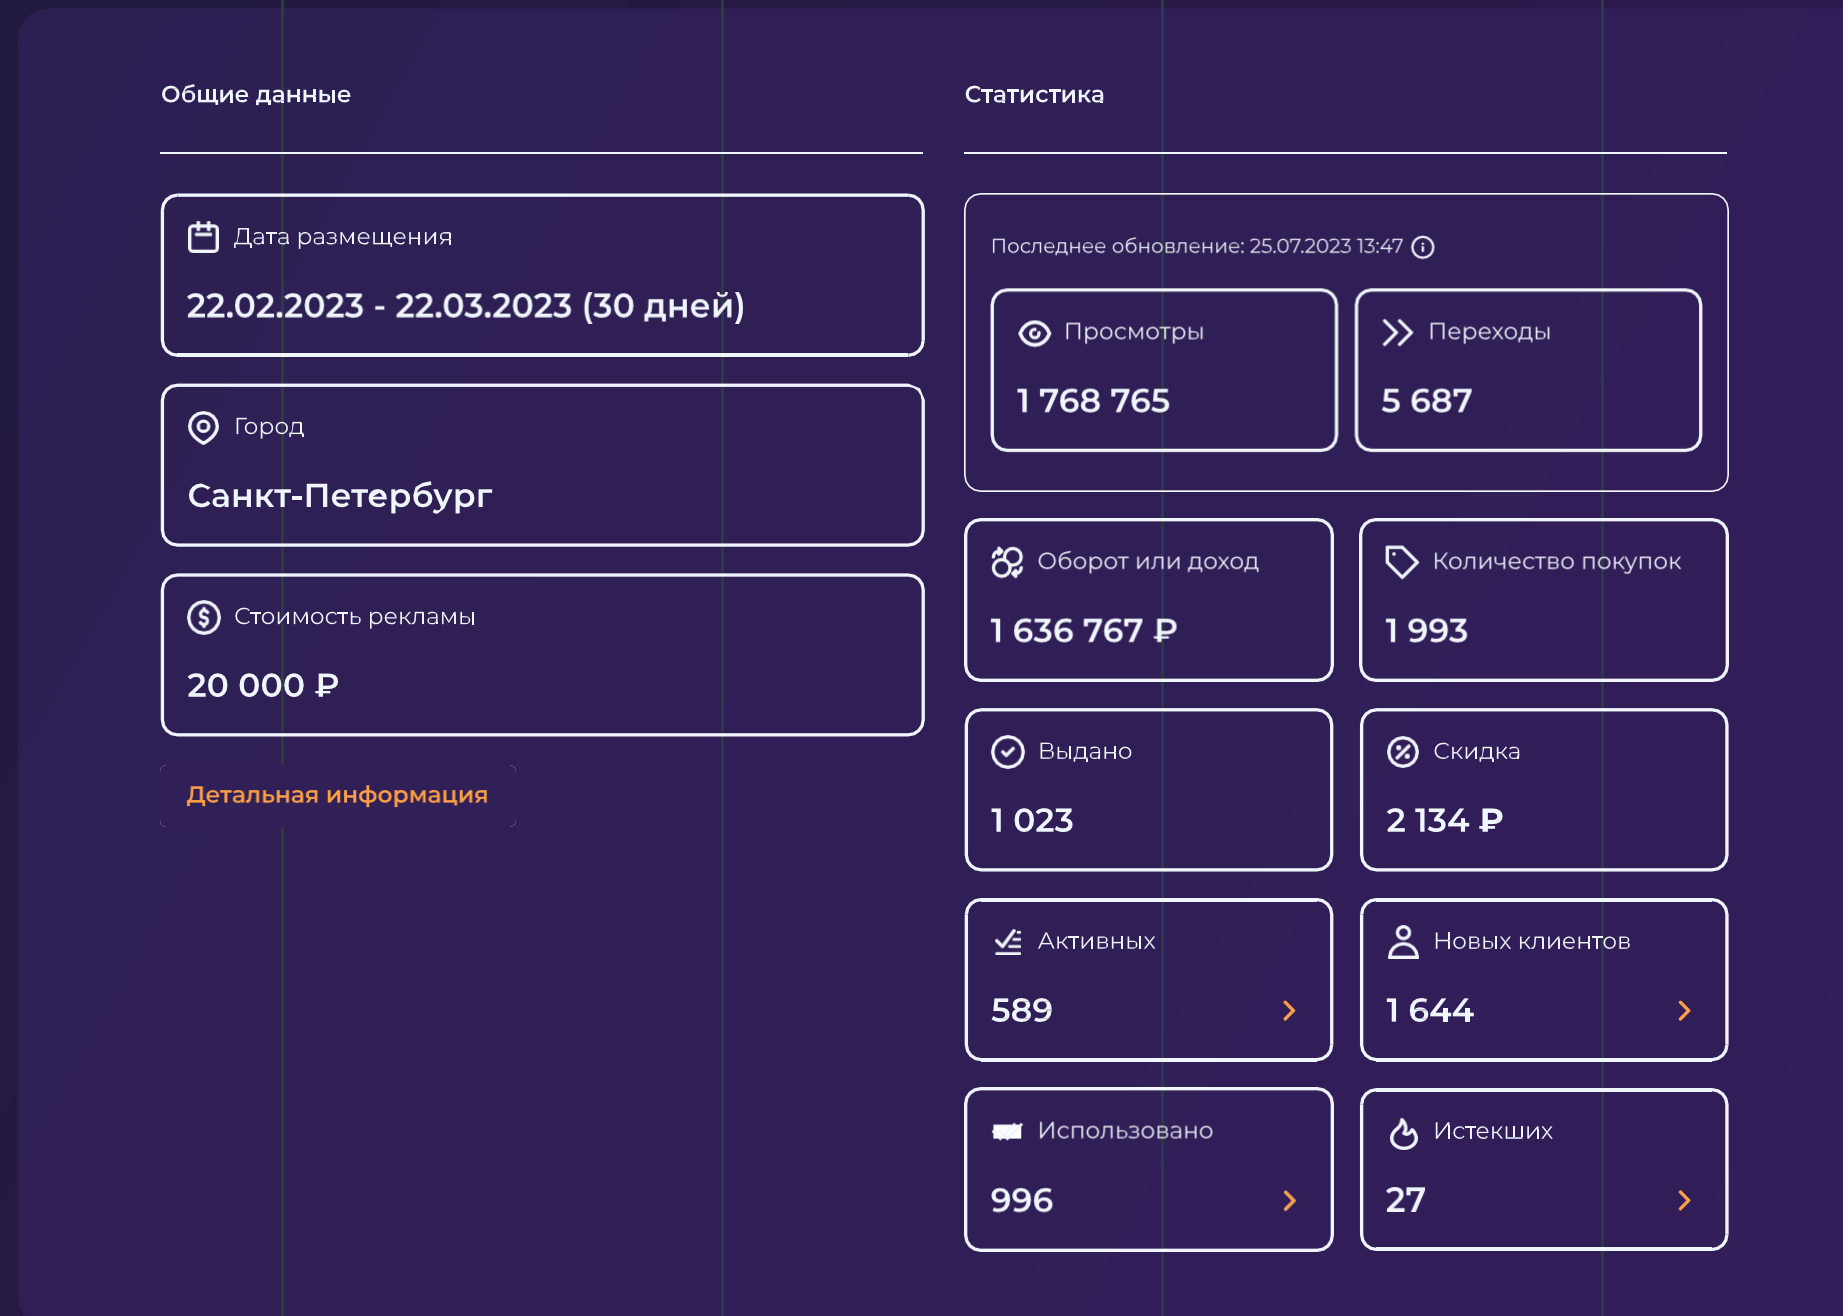 Общие данные
Дата размещения
22.02.2023 - 22.03.2023 (30 дней)
Город
Санкт-Петербург
Стоимость рекламы
20 000 ₽
Детальная информация
Статистика
Последнее обновление: 25.07.2023 13:47
Просмотры
1 768 765
Переходы
5 687
Оборот или доход
1 636 767 ₽
Количество покупок
1 993
Выдано
1 023
Скидка
2 134 ₽
Активных
589
Новых клиентов
1 644
Использовано
996
Истекших
27